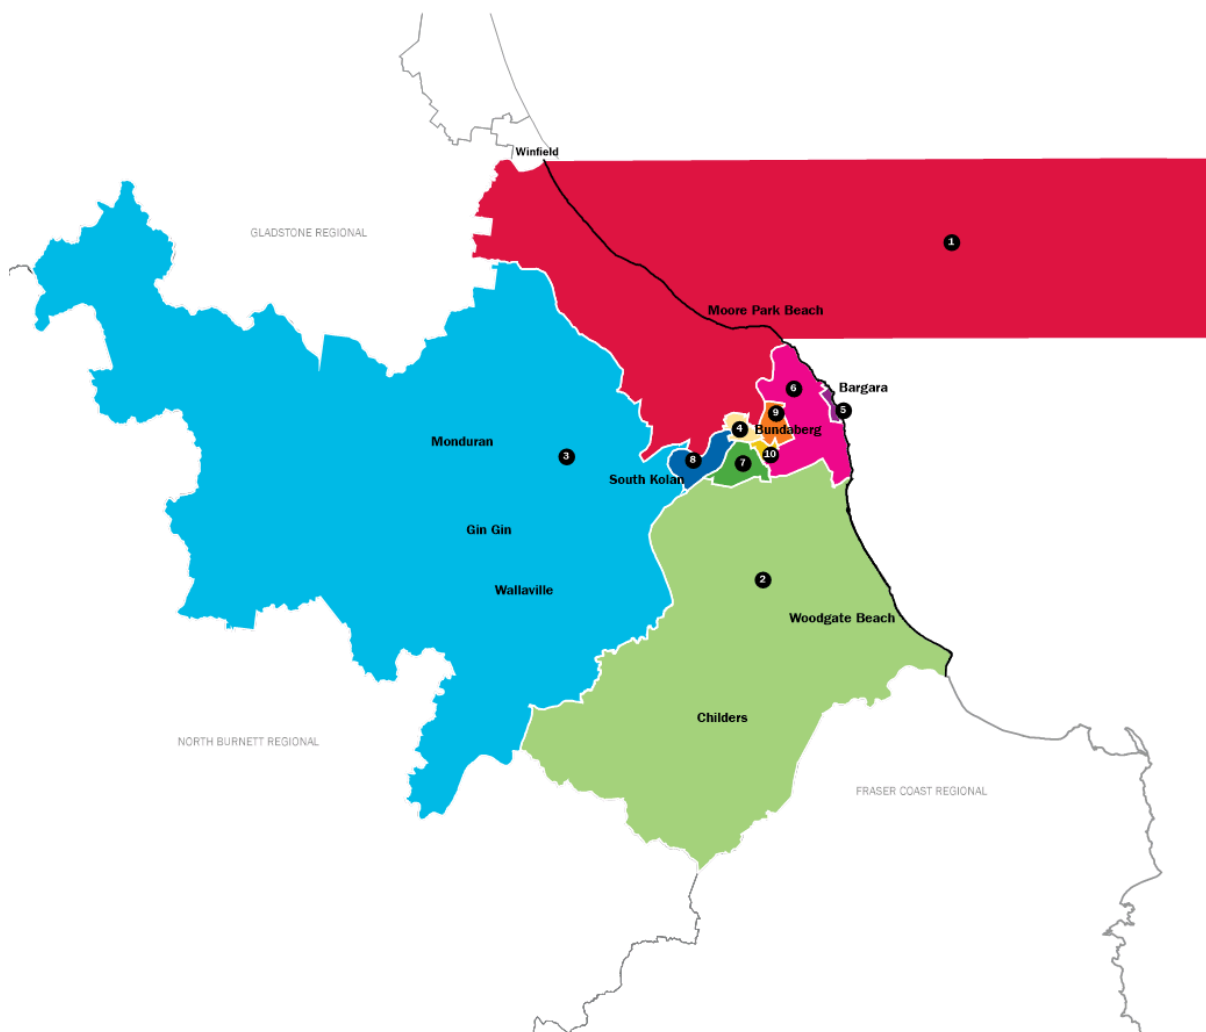 Winfield
GLADSTONE REGIONAL
1
Moore Park Beach
6
Bargara
5
9
4
Bundaberg
Monduran
3
8
7
10
South Kolan
Gin Gin
2
Wallaville
Woodgate Beach
Childers
NORTH BURNETT REGIONAL
FRASER COAST REGIONAL